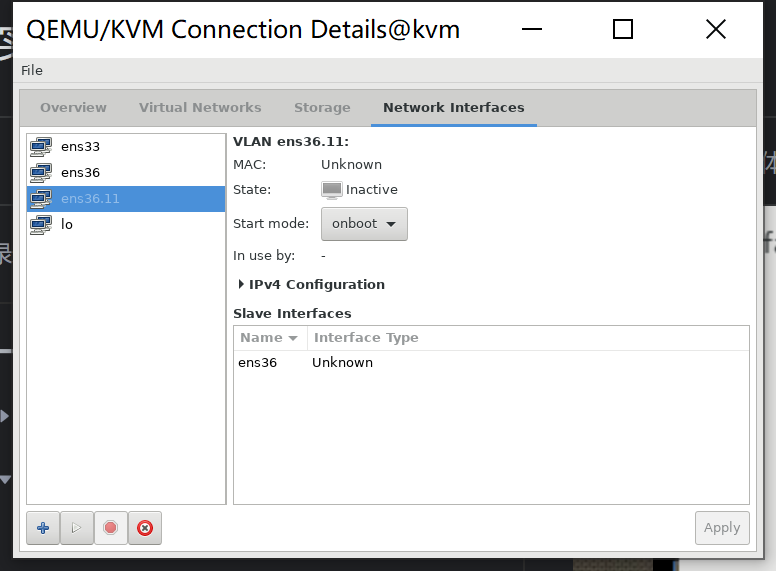 QEMU/KVM Connection Details@kvm
File
Overview Virtual Networks Storage Network Interfaces
ens33
ens36
ens36.11
lo
VLAN ens36.11:
MAC: Unknown
State: Inactive
Start mode: onboot
In use by: -
IPv4 Configuration
Slave Interfaces
Name Interface Type
ens36 Unknown
Apply